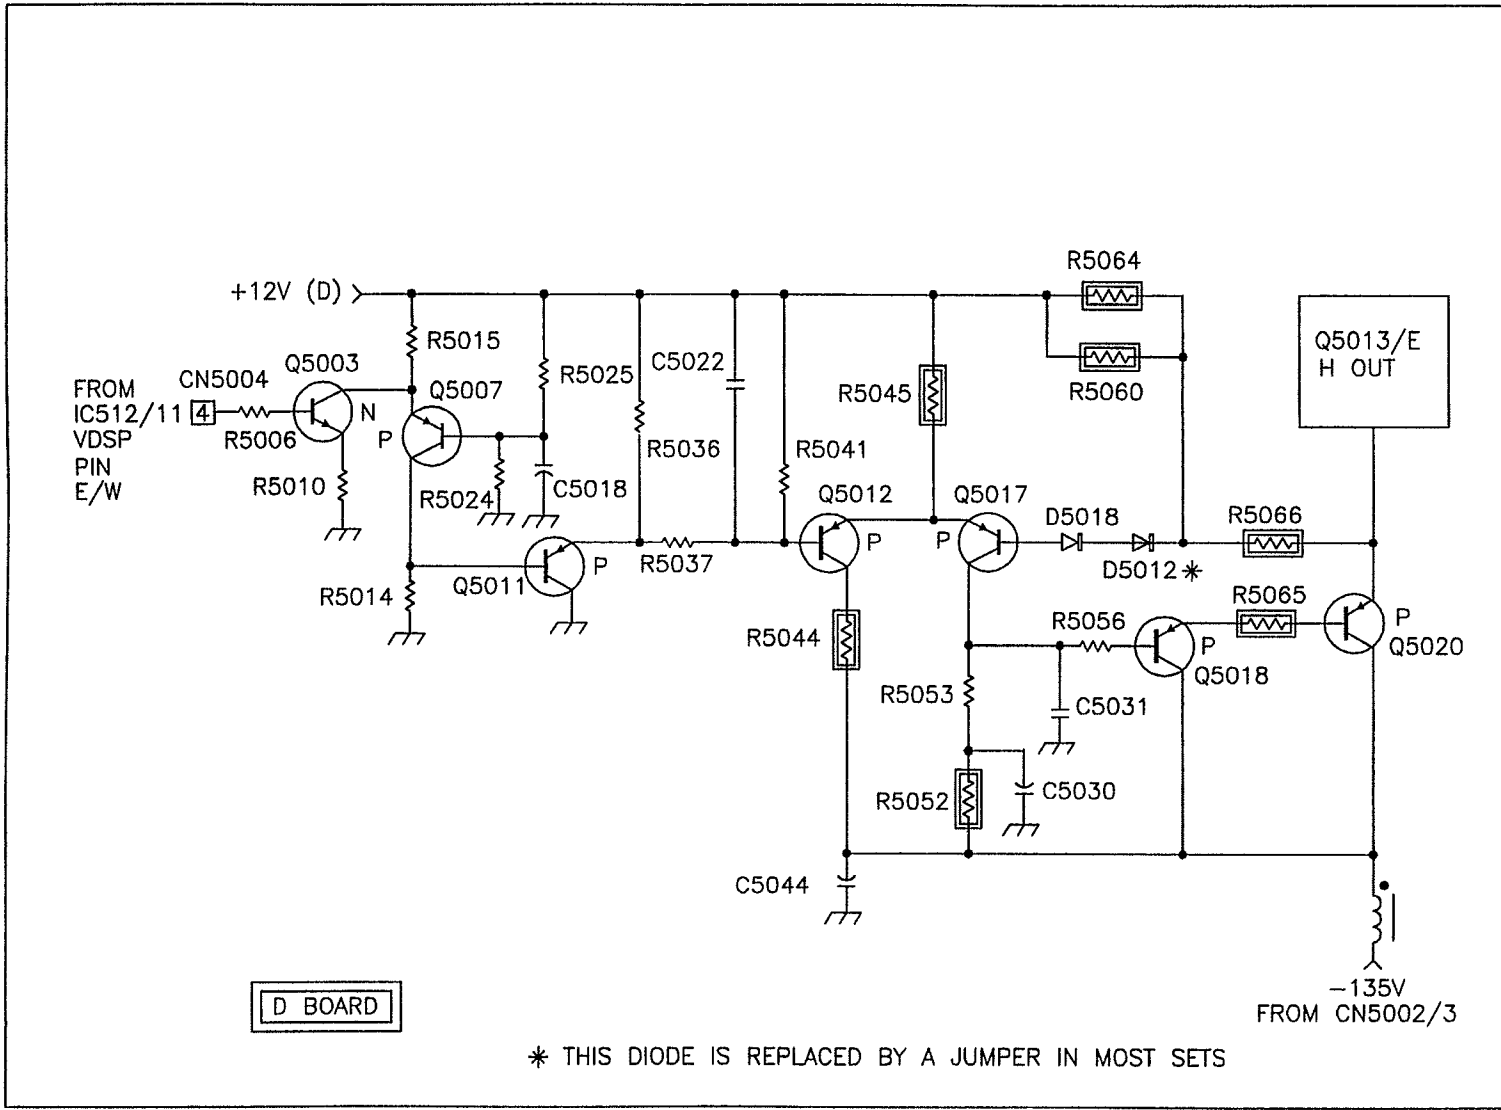 R5064
+12V (D)
R5015
Q5003
CN5004
Q5007
R5025
C5022
R5060
Q5013/E
H OUT
FROM
IC512/11 4
VDSP
PIN
E/W
R5006
N
P
R5045
R5036
R5041
R5010
R5024
C5018
Q5012
Q5017
D5018
R5066
P
P
R5037
D5012*
Q5011
P
R5014
R5044
R5056
R5065
P
Q5018
P
Q5020
R5053
C5031
R5052
C5030
C5044
-135V
FROM CN5002/3
D BOARD
* THIS DIODE IS REPLACED BY A JUMPER IN MOST SETS